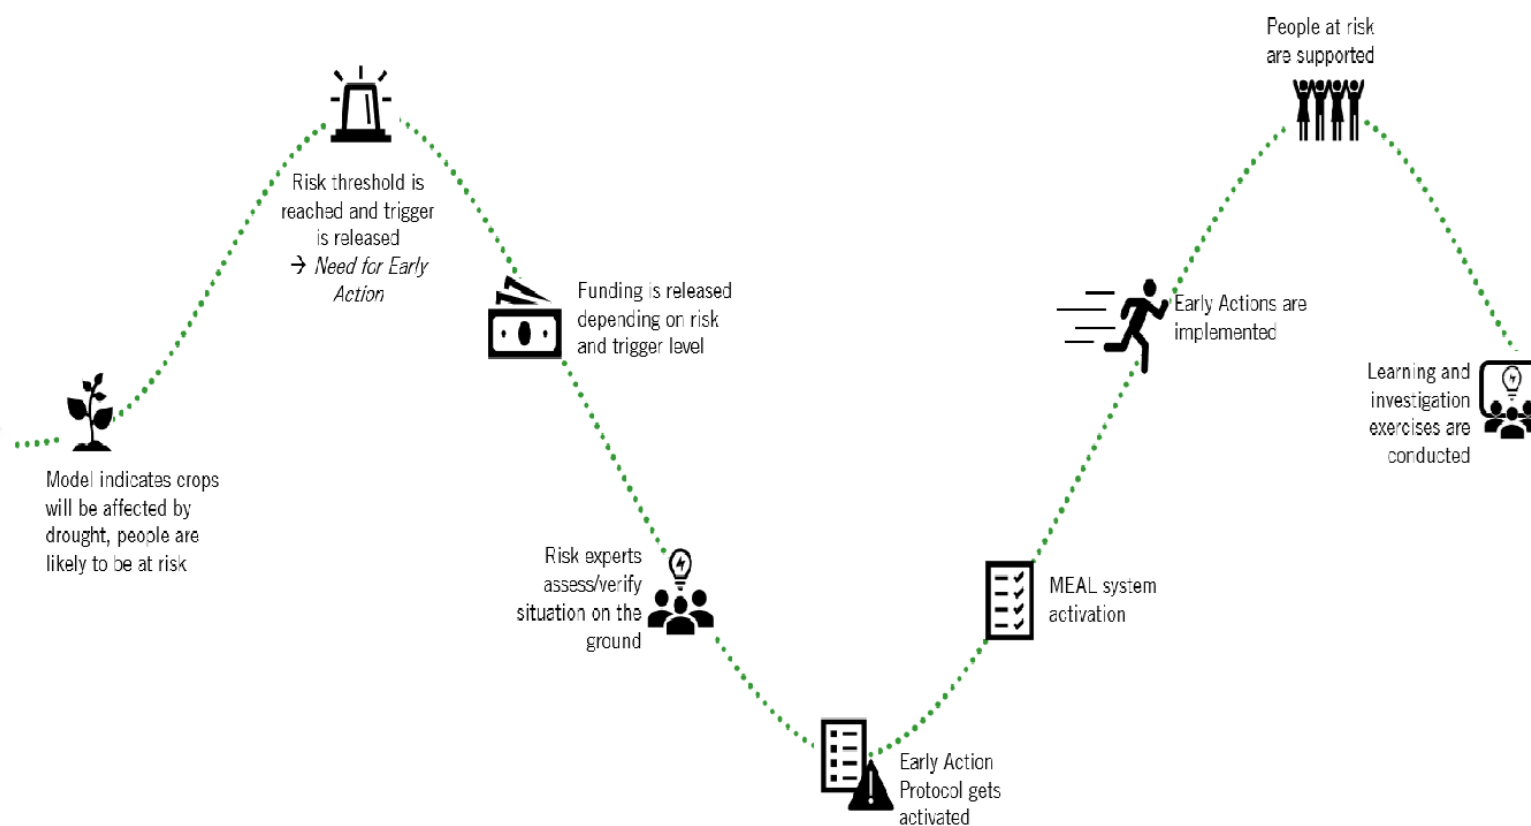 Model indicates crops
will be affected by
drought, people are
likely to be at risk
Risk threshold is
reached and trigger
is released
→ Need for Early
Action
Funding is released
depending on risk
and trigger level
Risk experts
assess/verify
situation on the
ground
Early Action
Protocol gets
activated
MEAL system
activation
Early Actions are
implemented
People at risk
are supported
Learning and
investigation
exercises are
conducted